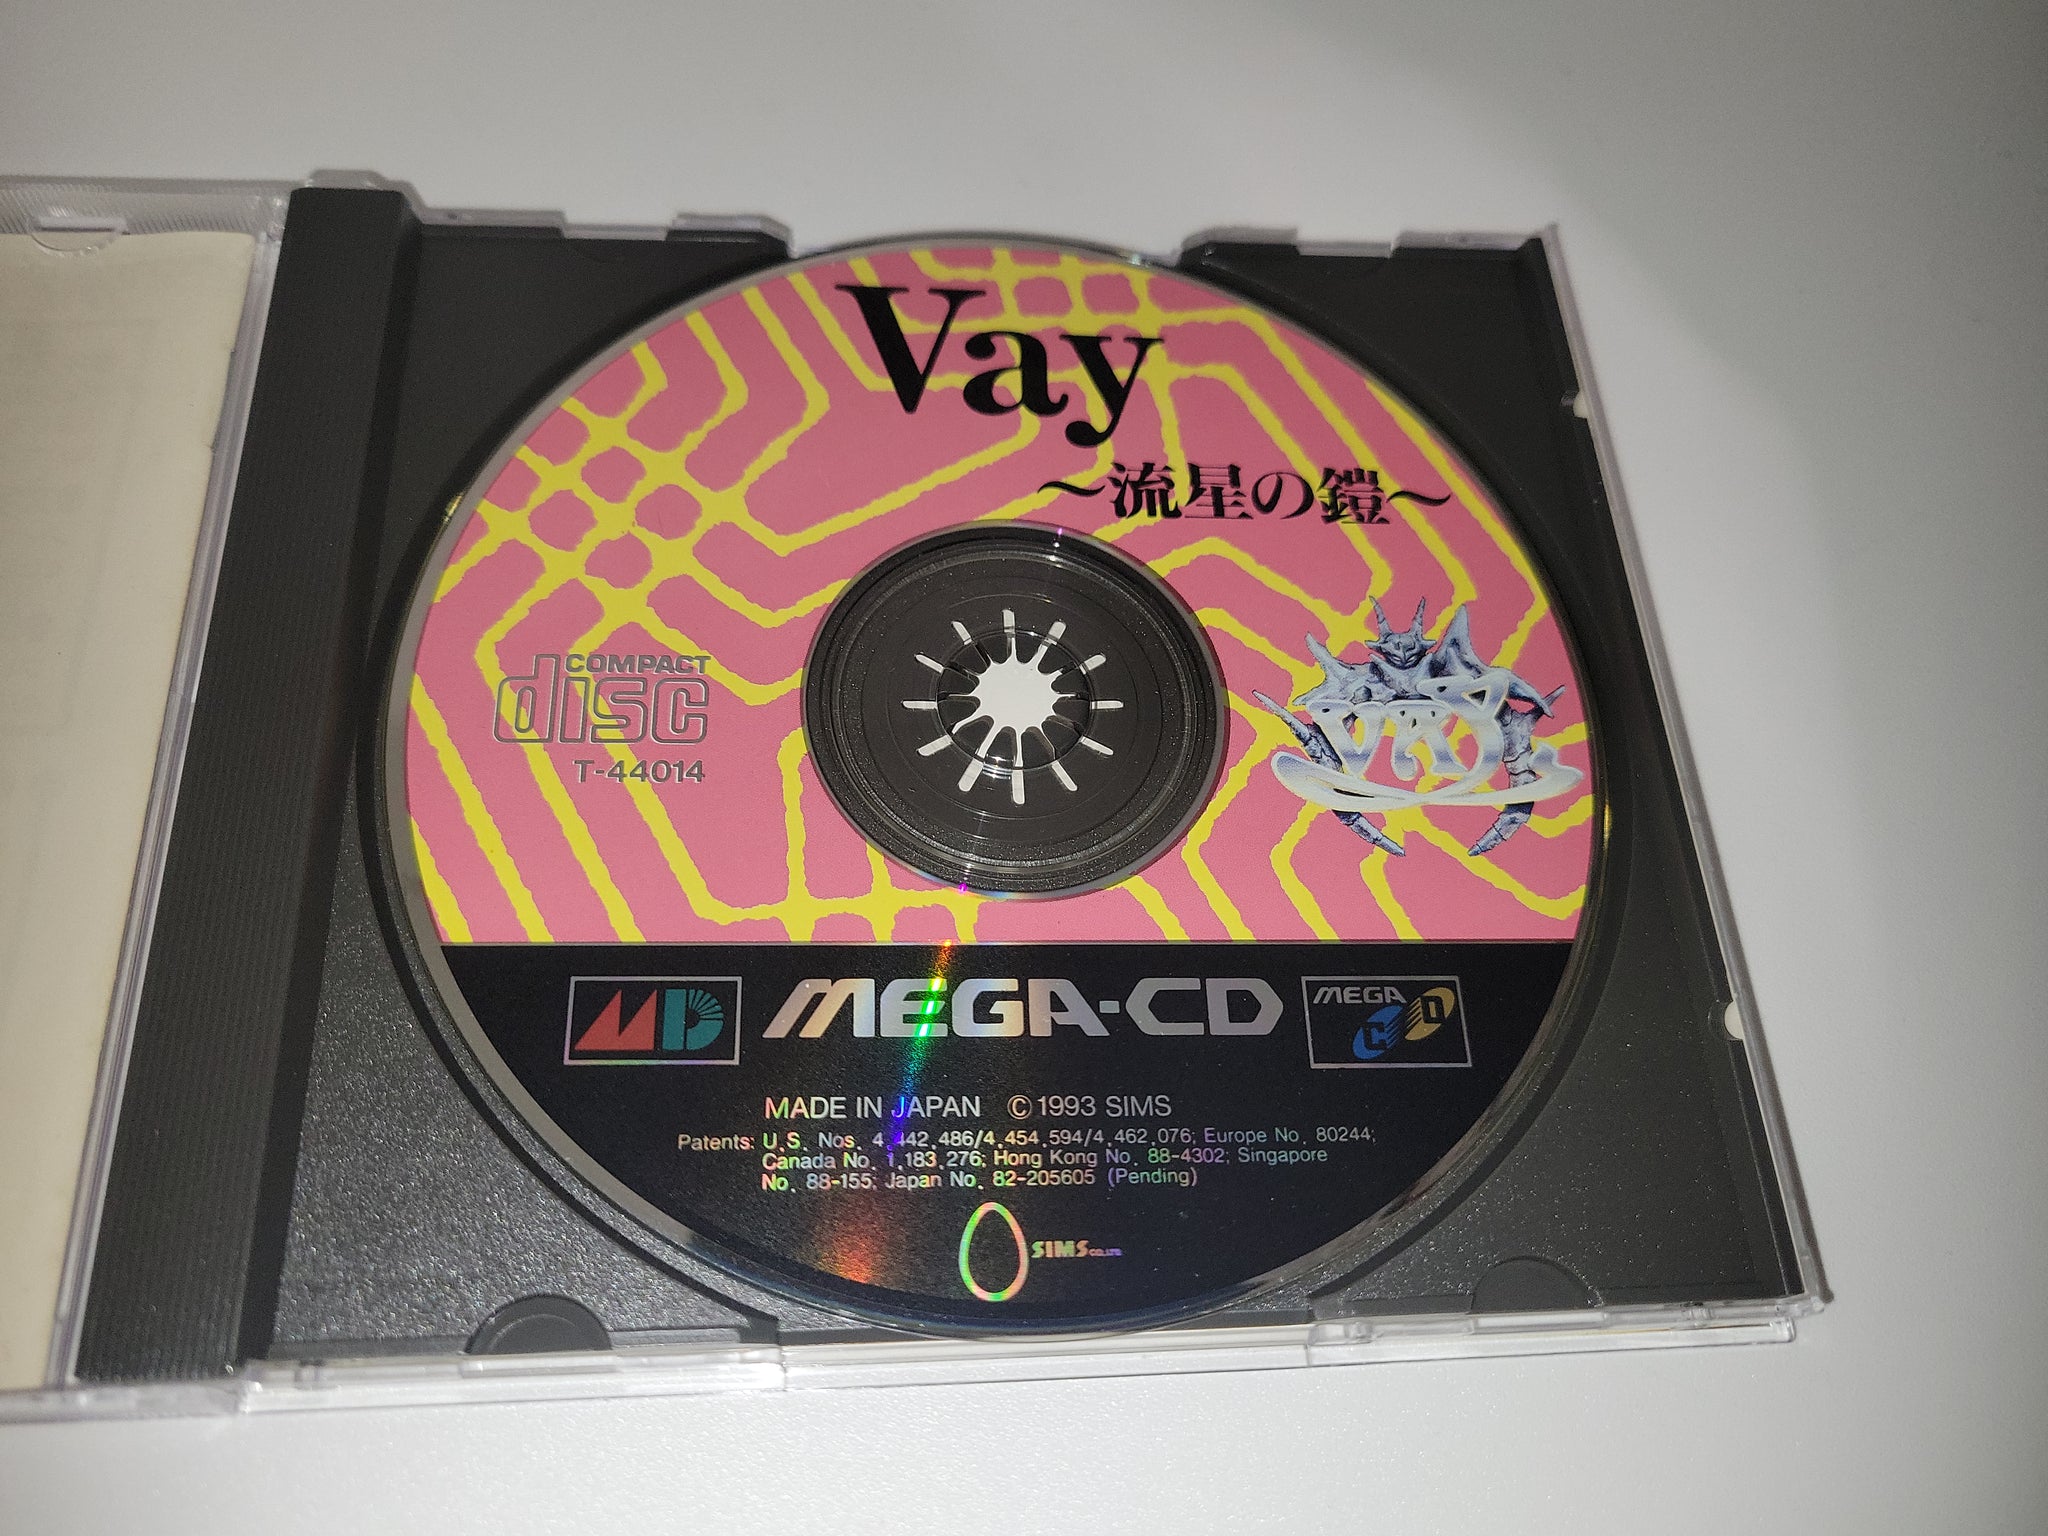 Vay
～流星の鎧～
COMPACT
disc
T-44014
VAY
MD
MEGA-CD
MEGA
CD
MADE IN JAPAN ©1993 SIMS
Patents: U.S. Nos. 4,442,486/4,454,594/4,462,076; Europe No. 80244;
Canada No. 1,183,276; Hong Kong No. 88-4302; Singapore
No. 88-155; Japan No. 82-205605 (Pending)
SIMS CO.,LTD